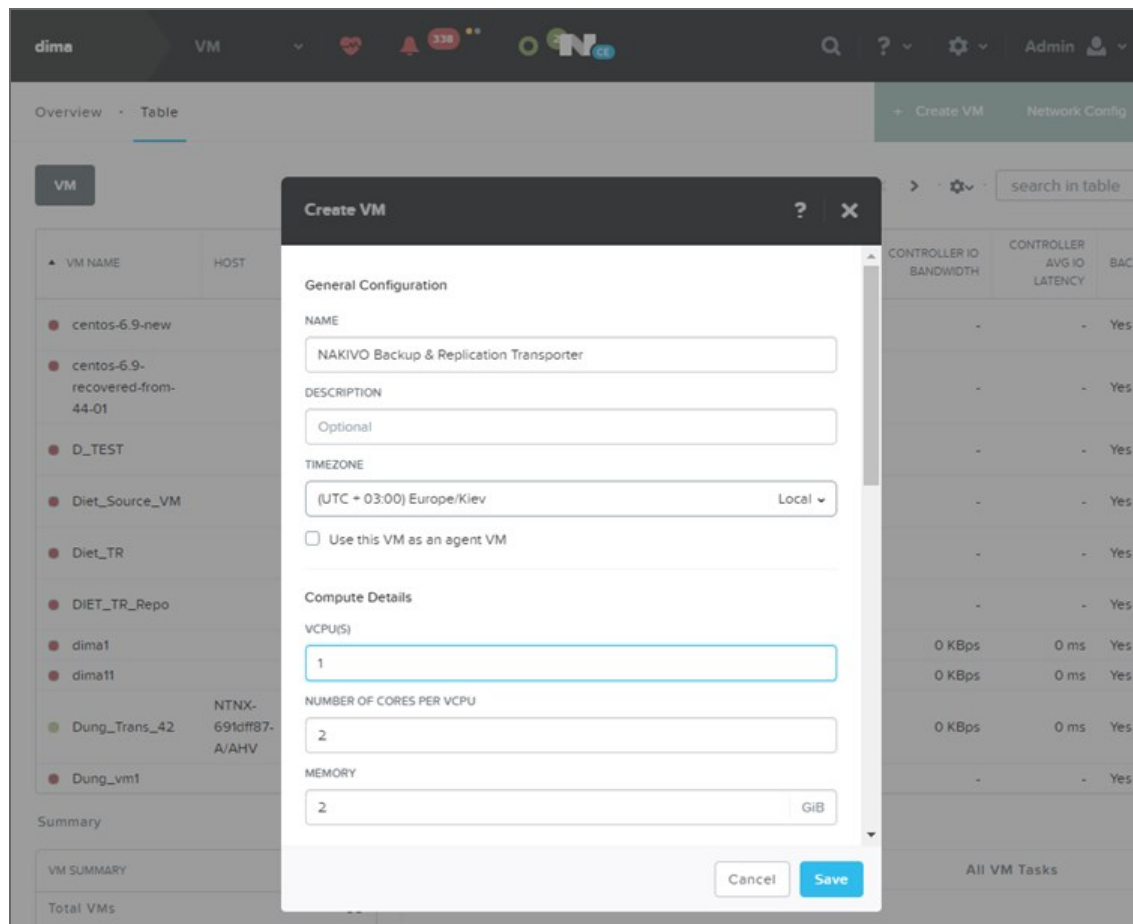 dima
VM
338
N
CE
?
Admin
Overview · Table
+ Create VM
Network Config
VM
search in table
VM NAME
HOST
CONTROLLER IO BANDWIDTH
CONTROLLER AVG IO LATENCY
BAC
centos-6.9-new
- - Yes
centos-6.9-
recovered-from-
44-01
- - Yes
D_TEST
- - Yes
Diet_Source_VM
- - Yes
Diet_TR
- - Yes
DIET_TR_Repo
- - Yes
dima1
0 KBps 0 ms Yes
dima11
0 KBps 0 ms Yes
Dung_Trans_42
NTNX-
691dff87-
A/AHV
0 KBps 0 ms Yes
Dung_vm1
- - Yes
Summary
VM SUMMARY
All VM Tasks
Total VMs
Create VM
?
General Configuration
NAME
NAKIVO Backup & Replication Transporter
DESCRIPTION
Optional
TIMEZONE
(UTC + 03:00) Europe/Kiev Local
Use this VM as an agent VM
Compute Details
VCPU(S)
1
NUMBER OF CORES PER VCPU
2
MEMORY
2 GiB
Cancel
Save